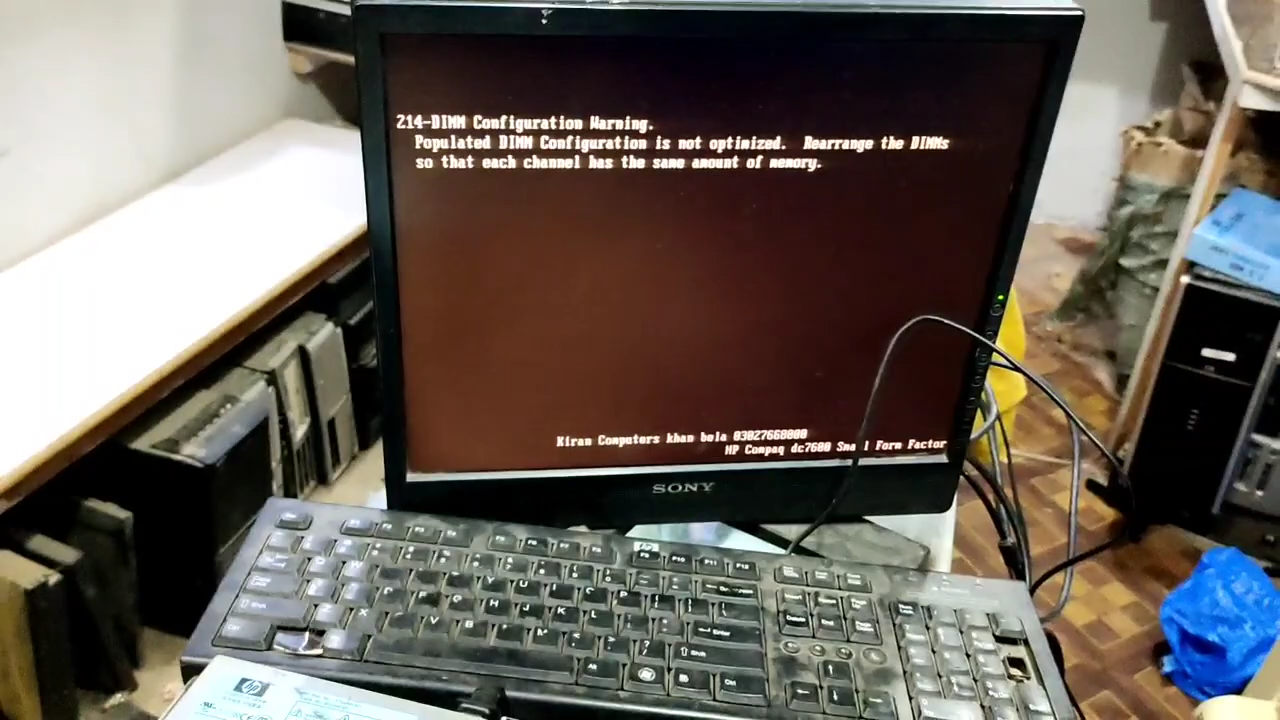 214-DIMM Configuration Warning.
Populated DIMM Configuration is not optimized. Rearrange the DIMMs
so that each channel has the same amount of memory.
Kiran Computers khan bela 03027660000
HP Compaq dc7600 Small Form Factor
SONY
hp